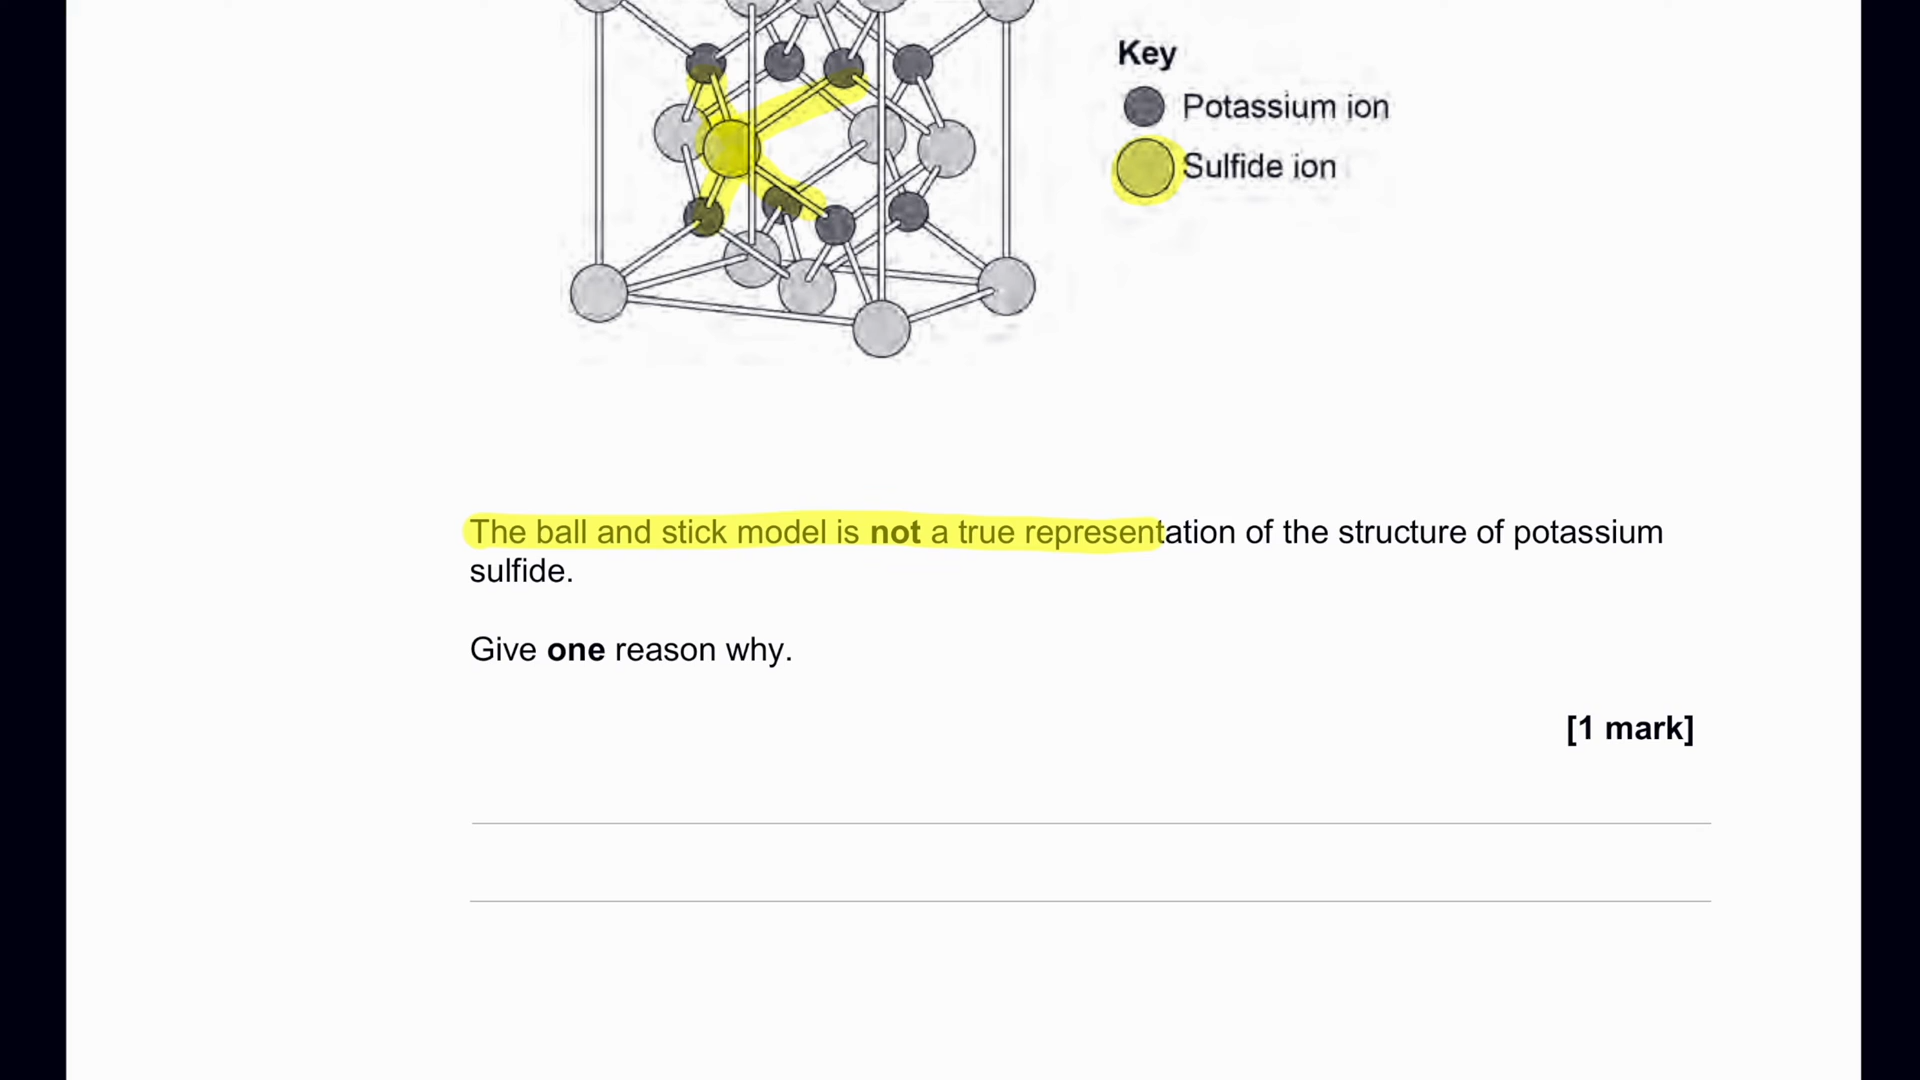 Key
Potassium ion
Sulfide ion
The ball and stick model is not a true representation of the structure of potassium
sulfide.
Give one reason why.
[1 mark]